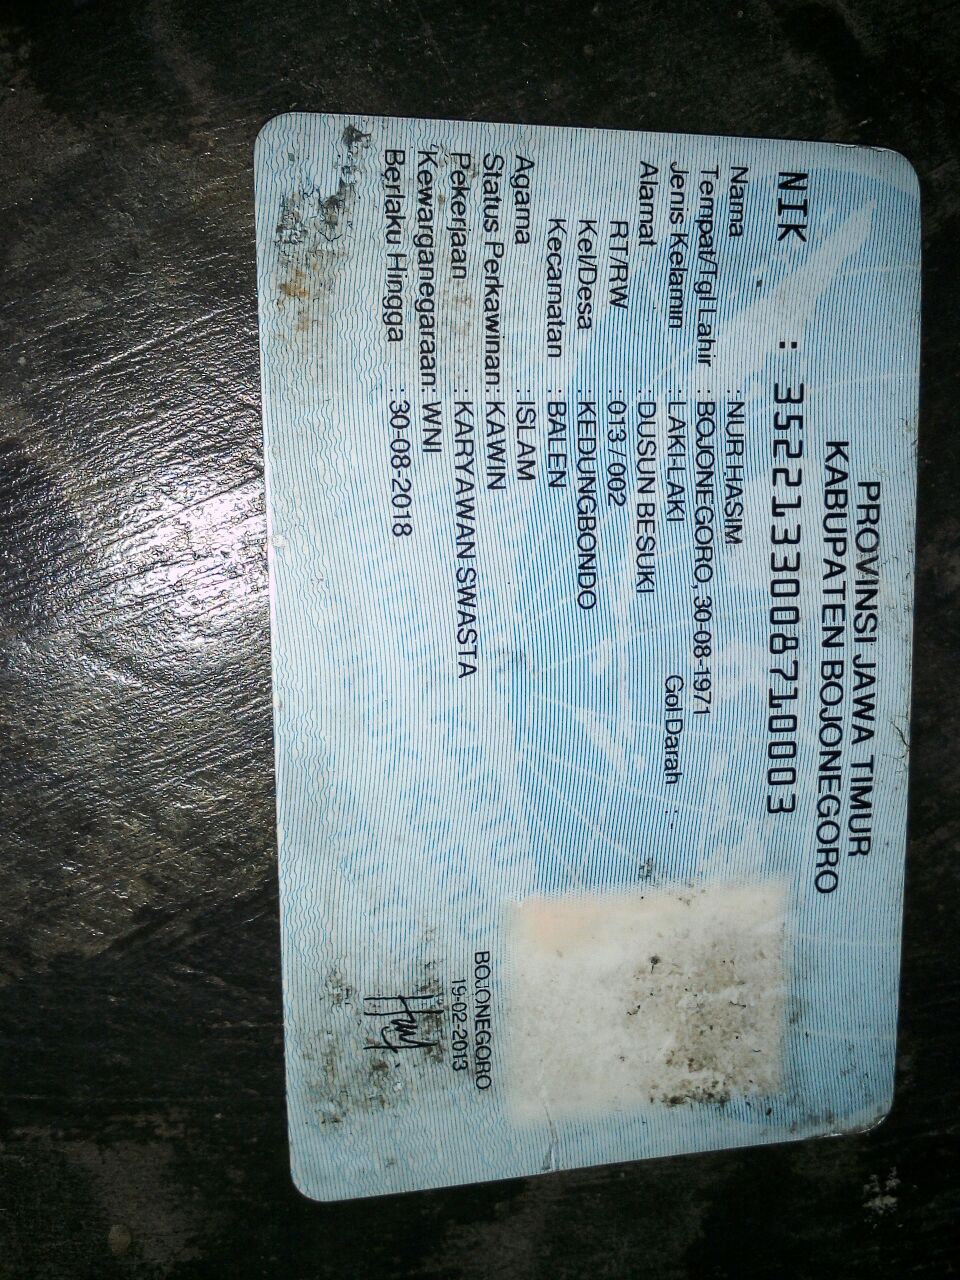 PROVINSI JAWA TIMUR
KABUPATEN BOJONEGORO
NIK : 3522133008710003
Nama : NUR HASIM
Tempat/Tgl Lahir : BOJONEGORO, 30-08-1971
Jenis Kelamin : LAKI-LAKI Gol Darah : -
Alamat : DUSUN BESUKI
RT/RW : 013 / 002
Kel/Desa : KEDUNGBONDO
Kecamatan : BALEN
Agama : ISLAM
Status Perkawinan: KAWIN
Pekerjaan : KARYAWAN SWASTA
Kewarganegaraan: WNI
Berlaku Hingga : 30-08-2018
BOJONEGORO
19-02-2013